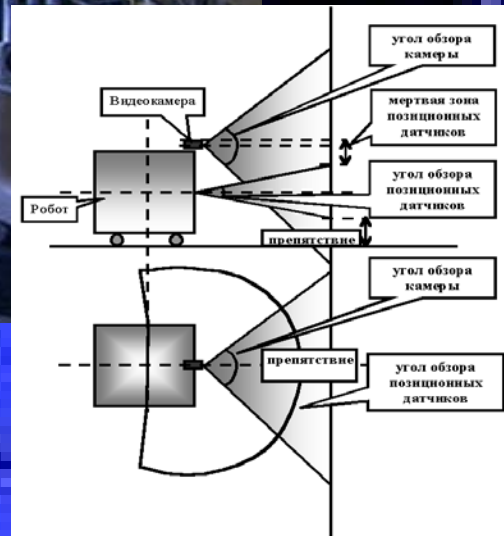 угол обзора
камеры
Видеокамера
мертвая зона
позиционных
датчиков
угол обзора
позиционных
датчиков
Робот
препятствие
угол обзора
камеры
препятствие
угол обзора
позиционных
датчиков